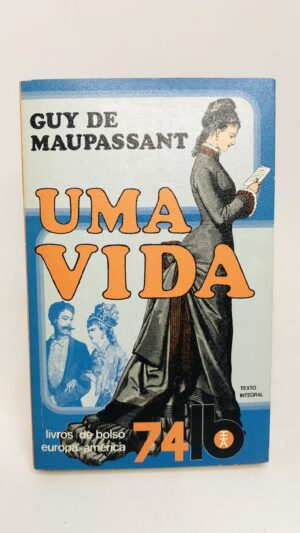 GUY DE
MAUPASSANT
UMA
VIDA
TEXTO
INTEGRAL
livros de bolso
europa-américa
74